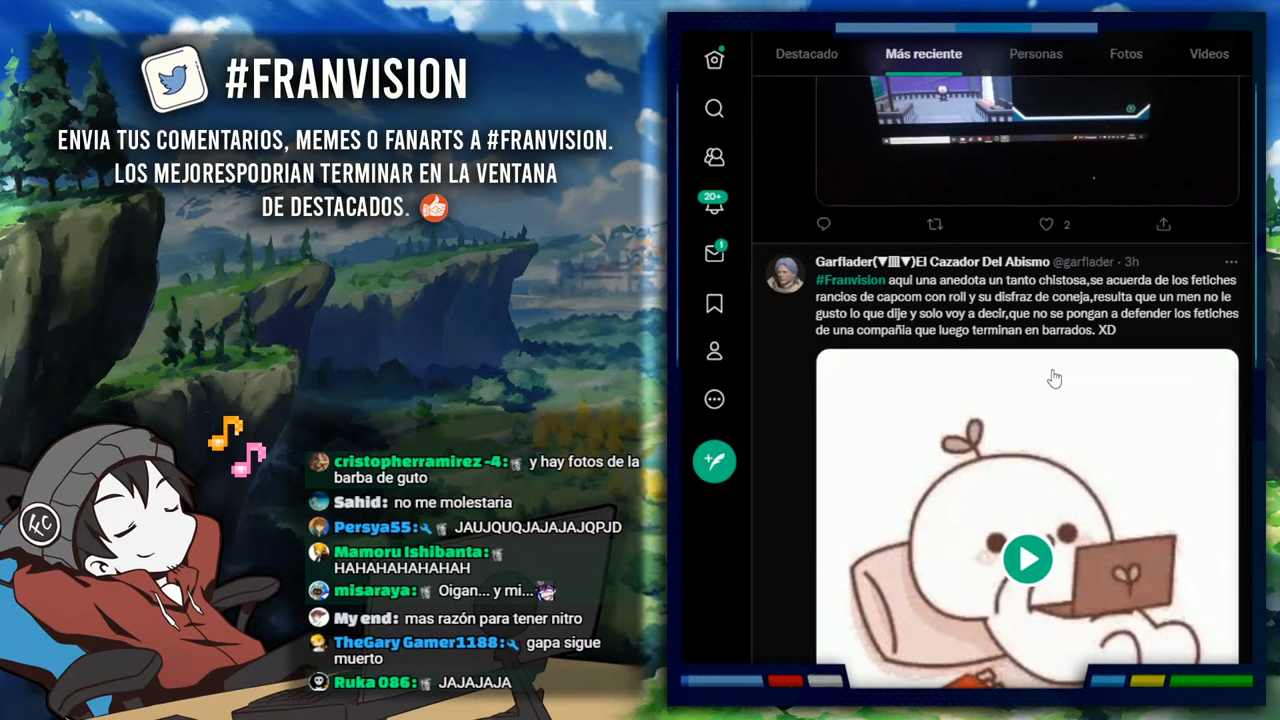 #FRANVISION
ENVIA TUS COMENTARIOS, MEMES O FANARTS A #FRANVISION.
LOS MEJORESPODRIAN TERMINAR EN LA VENTANA
DE DESTACADOS.
cristopherramirez -4: y hay fotos de la
barba de guto
Sahid: no me molestaria
Persya55: JAUJQUQJAJAJAJQPJD
Mamoru Ishibanta:
HAHAHAHAHAHAH
misaraya: Oigan... y mi...
My end: mas razón para tener nitro
TheGary Gamer1188: gapa sigue
muerto
Ruka 086: JAJAJAJA
Destacado Más reciente Personas Fotos Videos
20+
1
2
Garflader(▼皿▼)El Cazador Del Abismo @garflader · 3h
#Franvision aqui una anedota un tanto chistosa,se acuerda de los fetiches
rancios de capcom con roll y su disfraz de coneja,resulta que un men no le
gusto lo que dije y solo voy a decir,que no se pongan a defender los fetiches
de una compañia que luego terminan en barrados. XD